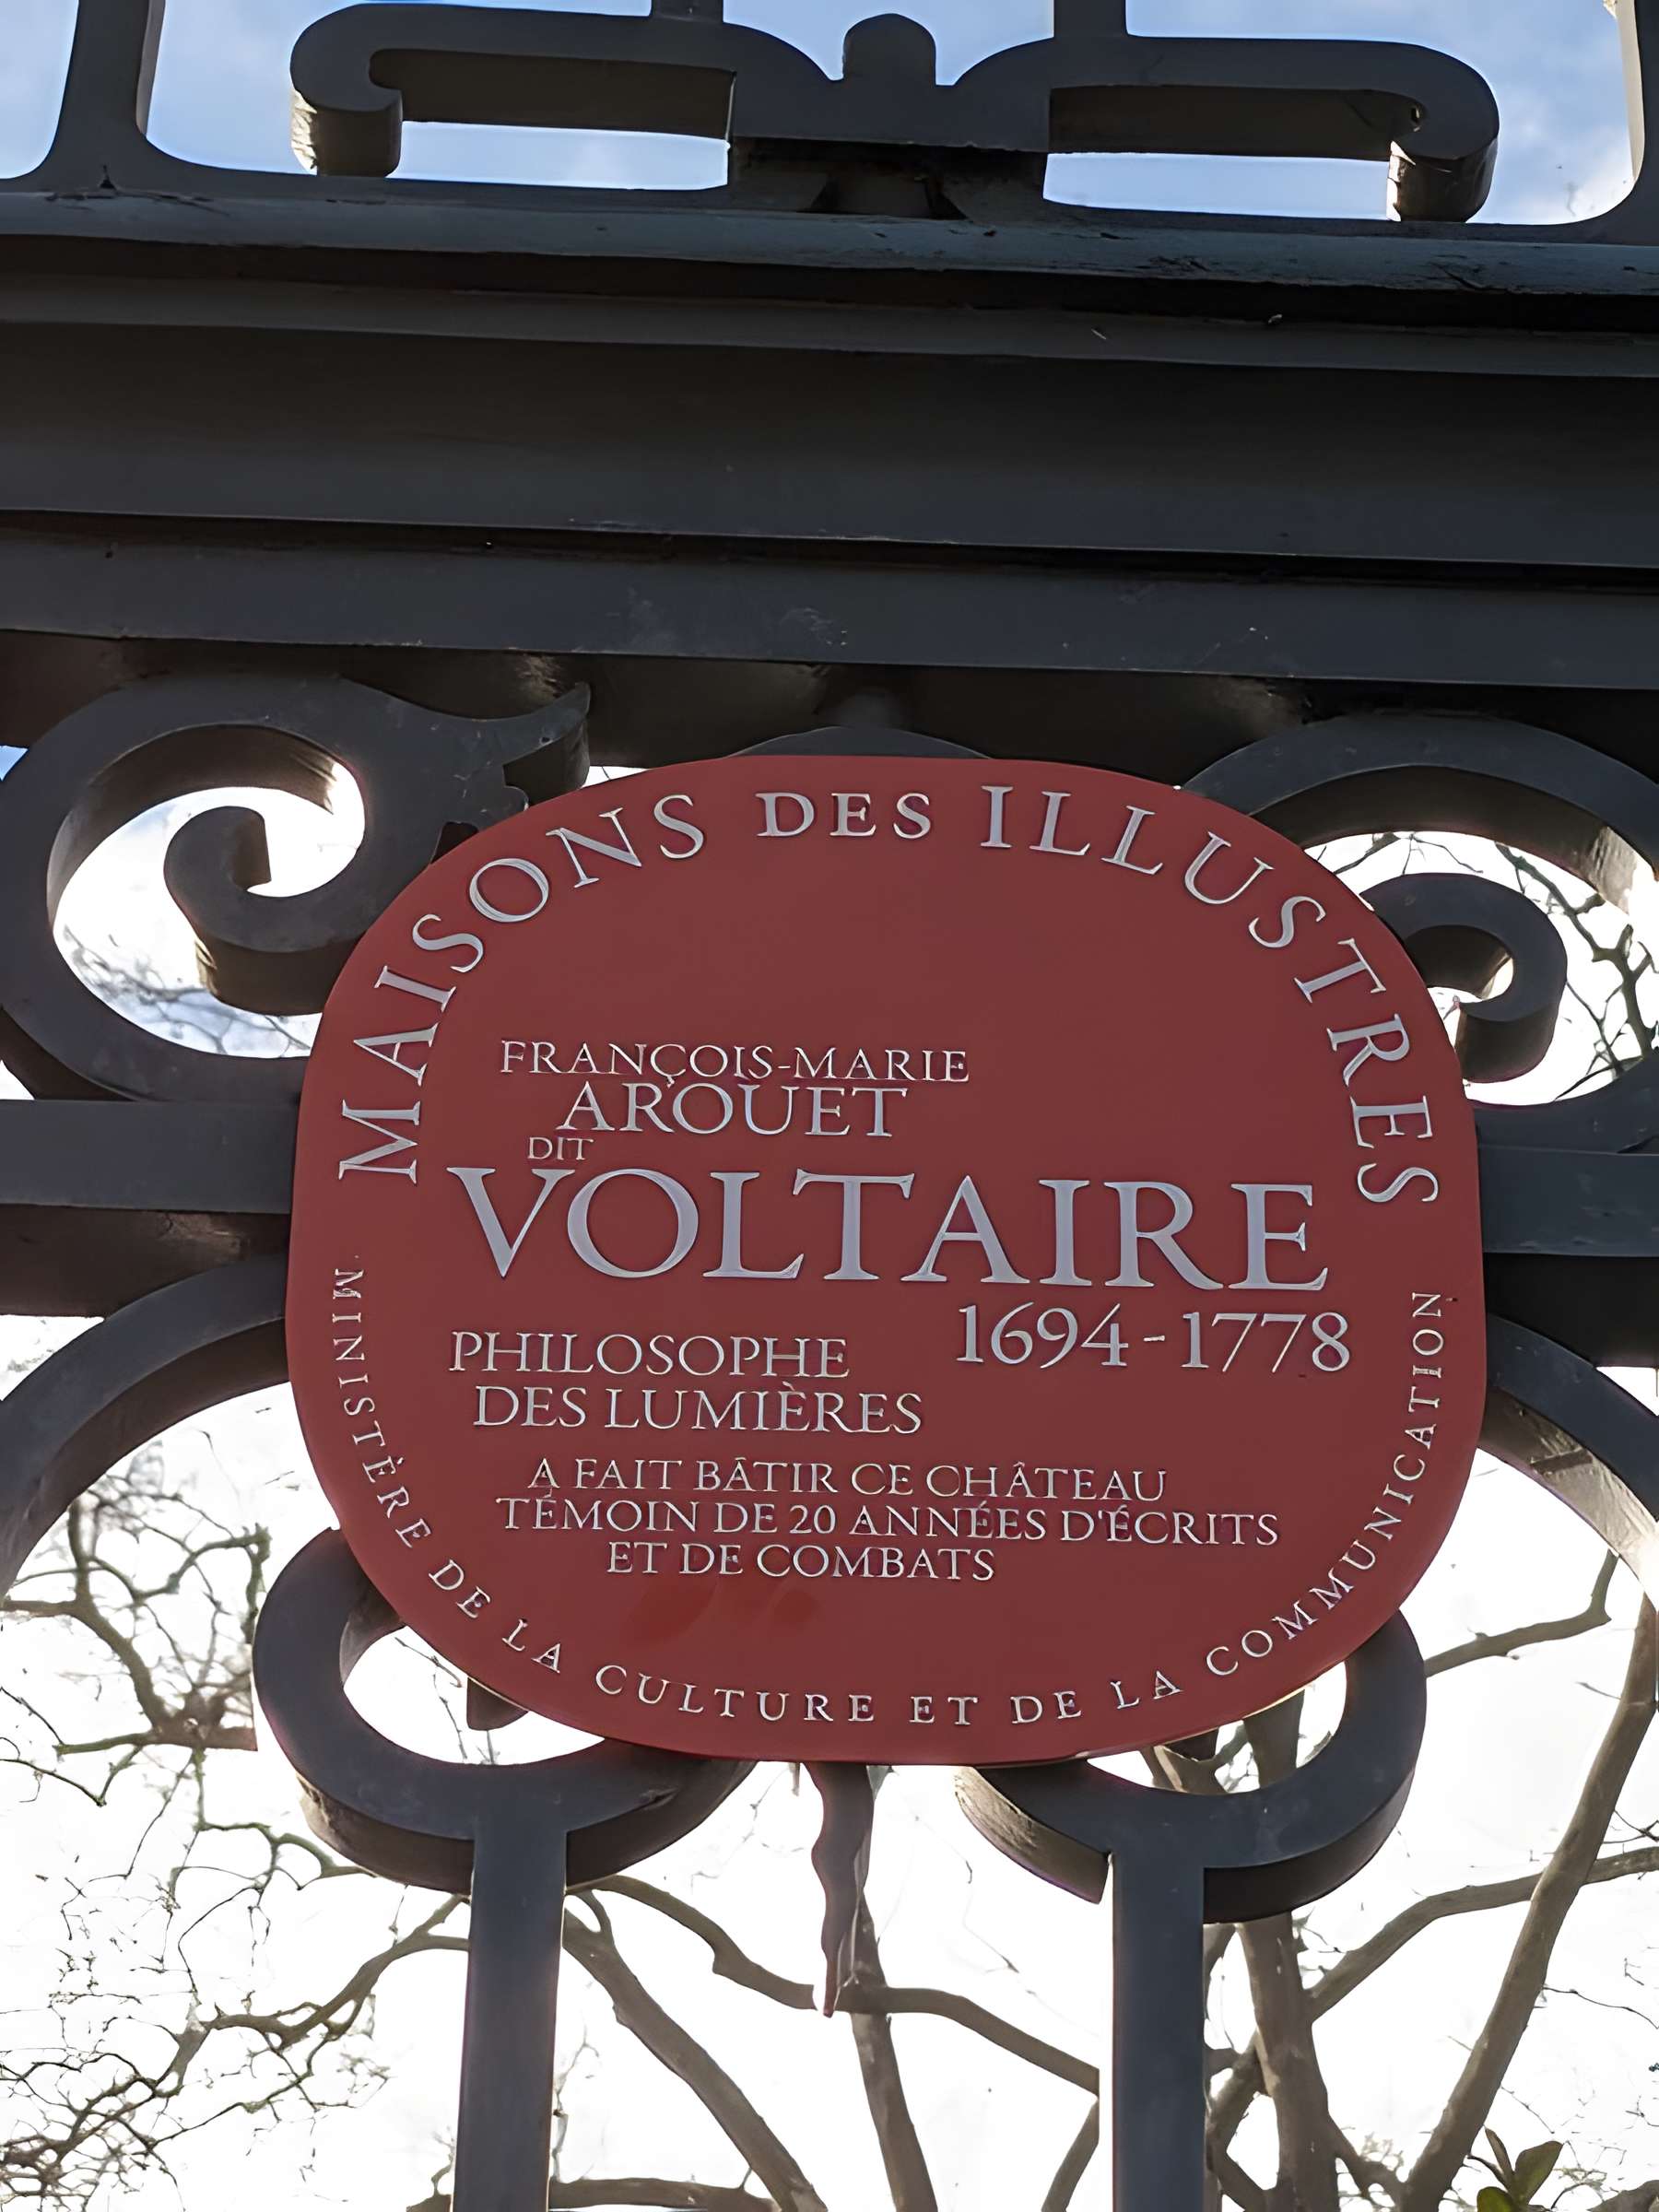 MAISONS DES ILLUSTRES
FRANÇOIS-MARIE
AROUET
DIT
VOLTAIRE
1694-1778
PHILOSOPHE
DES LUMIÈRES
A FAIT BÂTIR CE CHÂTEAU
TÉMOIN DE 20 ANNÉES D'ÉCRITS
ET DE COMBATS
MINISTÈRE DE LA CULTURE ET DE LA COMMUNICATION